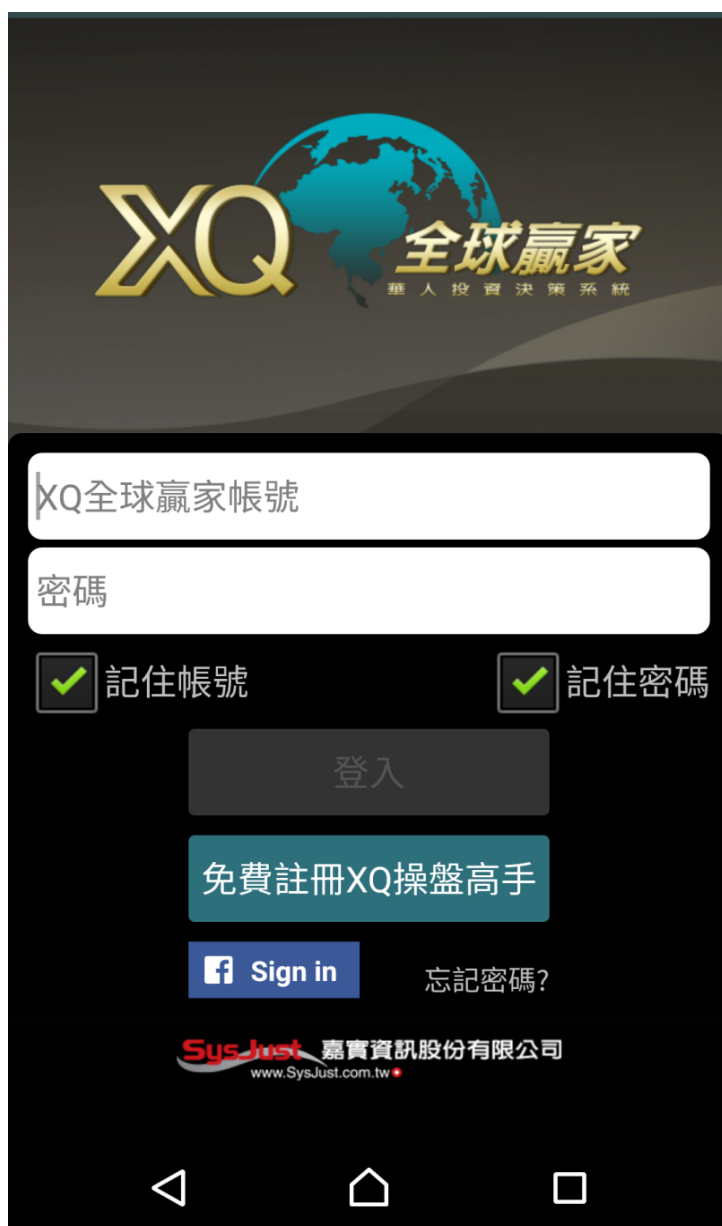 XQ 全球贏家
華人投資決策系統
XQ全球贏家帳號
密碼
記住帳號 記住密碼
登入
免費註冊XQ操盤高手
Sign in 忘記密碼?
SysJust 嘉實資訊股份有限公司
www.SysJust.com.tw